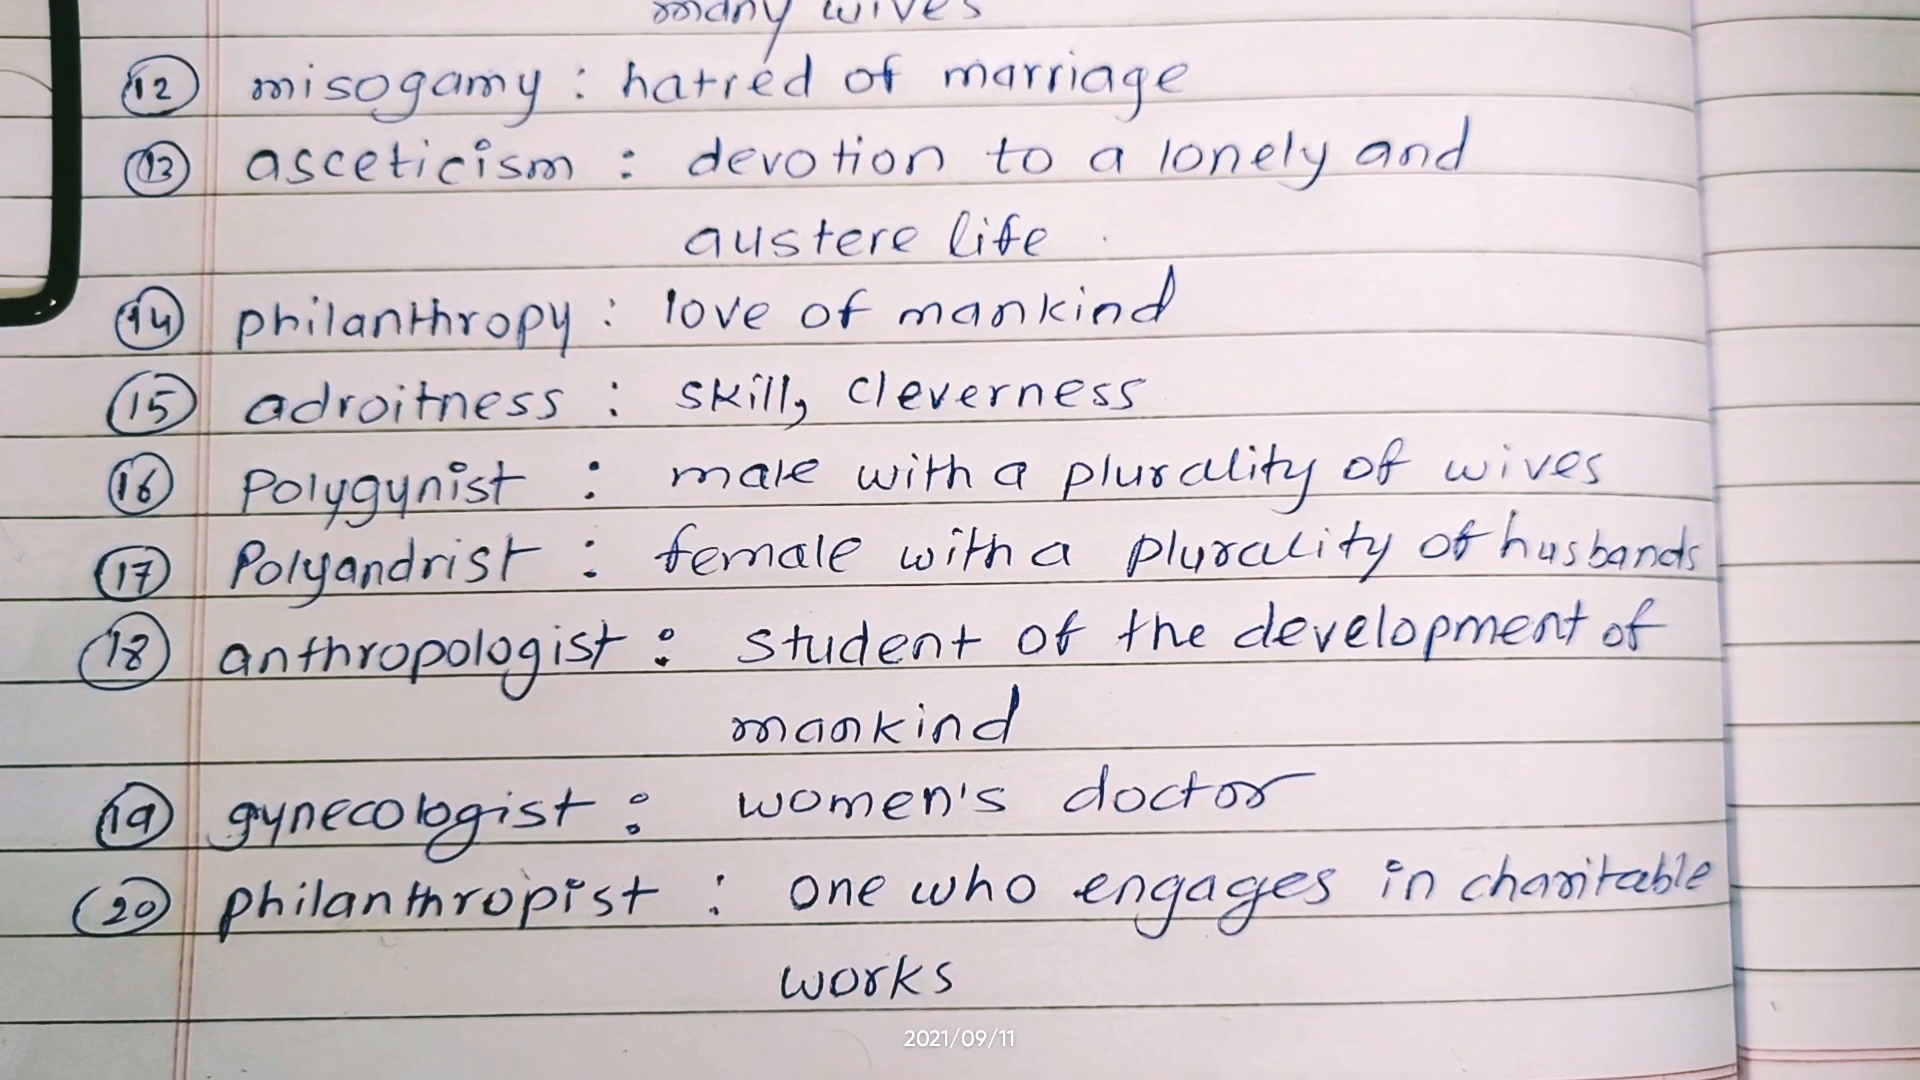 many wives
12 misogamy : hatred of marriage
13 asceticism : devotion to a lonely and
austere life
14 philanthropy : love of mankind
15 adroitness : skill, cleverness
16 Polygynist : male with a plurality of wives
17 Polyandrist : female with a plurality of husbands
18 anthropologist : student of the development of
mankind
19 gynecologist : women's doctor
20 philanthropist : one who engages in charitable
works
2021/09/11